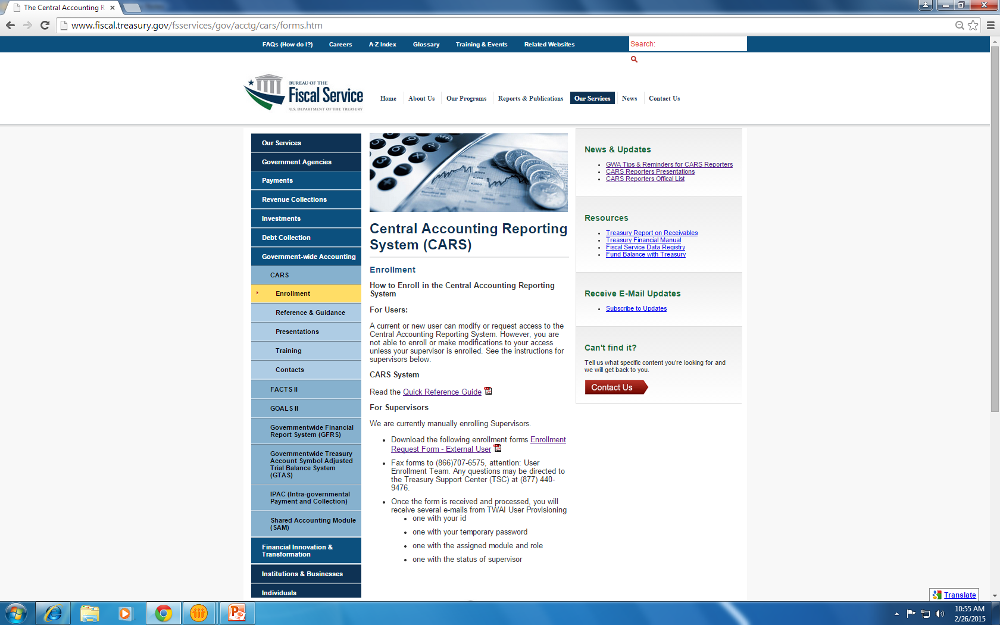 The Central Accounting R
www.fiscal.treasury.gov/fsservices/gov/acctg/cars/forms.htm
FAQs (How do I?) Careers A-Z Index Glossary Training & Events Related Websites Search:
BUREAU OF THE
Fiscal Service
U.S. DEPARTMENT OF THE TREASURY
Home About Us Our Programs Reports & Publications Our Services News Contact Us
Our Services
Government Agencies
Payments
Revenue Collections
Investments
Debt Collection
Government-wide Accounting
CARS
Enrollment
Reference & Guidance
Presentations
Training
Contacts
FACTS II
GOALS II
Governmentwide Financial
Report System (GFRS)
Governmentwide Treasury
Account Symbol Adjusted
Trial Balance System
(GTAS)
IPAC (Intra-governmental
Payment and Collection)
Shared Accounting Module
(SAM)
Financial Innovation &
Transformation
Institutions & Businesses
Individuals
Central Accounting Reporting
System (CARS)
Enrollment
How to Enroll in the Central Accounting Reporting
System
For Users:
A current or new user can modify or request access to the
Central Accounting Reporting System. However, you are
not able to enroll or make modifications to your access
unless your supervisor is enrolled. See the instructions for
supervisors below.
CARS System
Read the Quick Reference Guide
For Supervisors
We are currently manually enrolling Supervisors.
• Download the following enrollment forms Enrollment
Request Form - External User
• Fax forms to (866)707-6575, attention: User
Enrollment Team. Any questions may be directed to
the Treasury Support Center (TSC) at (877) 440-
9476.
• Once the form is received and processed, you will
receive several e-mails from TWAI User Provisioning
• one with your id
• one with your temporary password
• one with the assigned module and role
• one with the status of supervisor
News & Updates
• GWA Tips & Reminders for CARS Reporters
• CARS Reporters Presentations
• CARS Reporters Offical List
Resources
• Treasury Report on Receivables
• Treasury Financial Manual
• Fiscal Service Data Registry
• Fund Balance with Treasury
Receive E-Mail Updates
• Subscribe to Updates
Can't find it?
Tell us what specific content you're looking for and
we will get back to you.
Contact Us
Translate
10:55 AM
2/26/2015